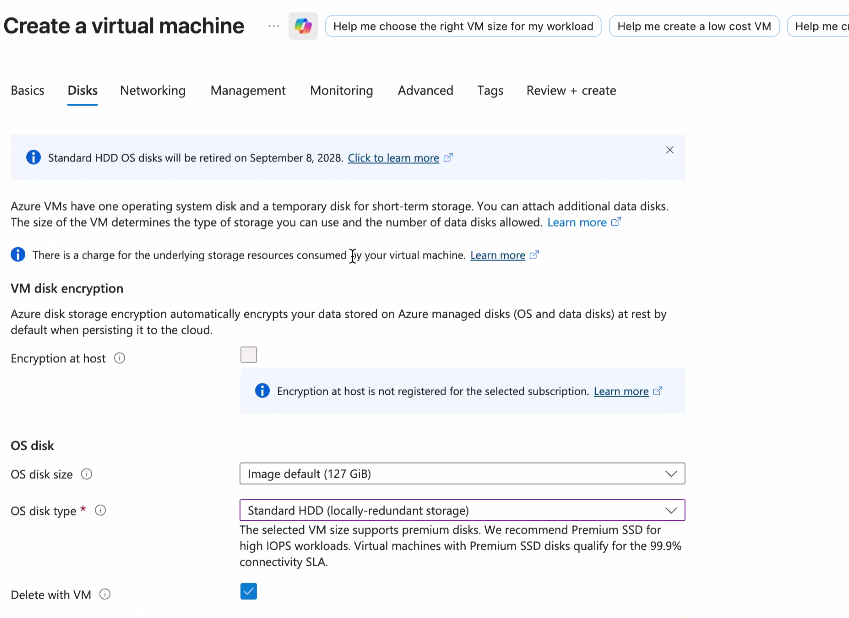 Create a virtual machine ··· Help me choose the right VM size for my workload Help me create a low cost VM Help me
Basics Disks Networking Management Monitoring Advanced Tags Review + create
Standard HDD OS disks will be retired on September 8, 2028. Click to learn more
Azure VMs have one operating system disk and a temporary disk for short-term storage. You can attach additional data disks.
The size of the VM determines the type of storage you can use and the number of data disks allowed. Learn more
There is a charge for the underlying storage resources consumed by your virtual machine. Learn more
VM disk encryption
Azure disk storage encryption automatically encrypts your data stored on Azure managed disks (OS and data disks) at rest by
default when persisting it to the cloud.
Encryption at host
Encryption at host is not registered for the selected subscription. Learn more
OS disk
OS disk size Image default (127 GiB)
OS disk type * Standard HDD (locally-redundant storage)
The selected VM size supports premium disks. We recommend Premium SSD for
high IOPS workloads. Virtual machines with Premium SSD disks qualify for the 99.9%
connectivity SLA.
Delete with VM